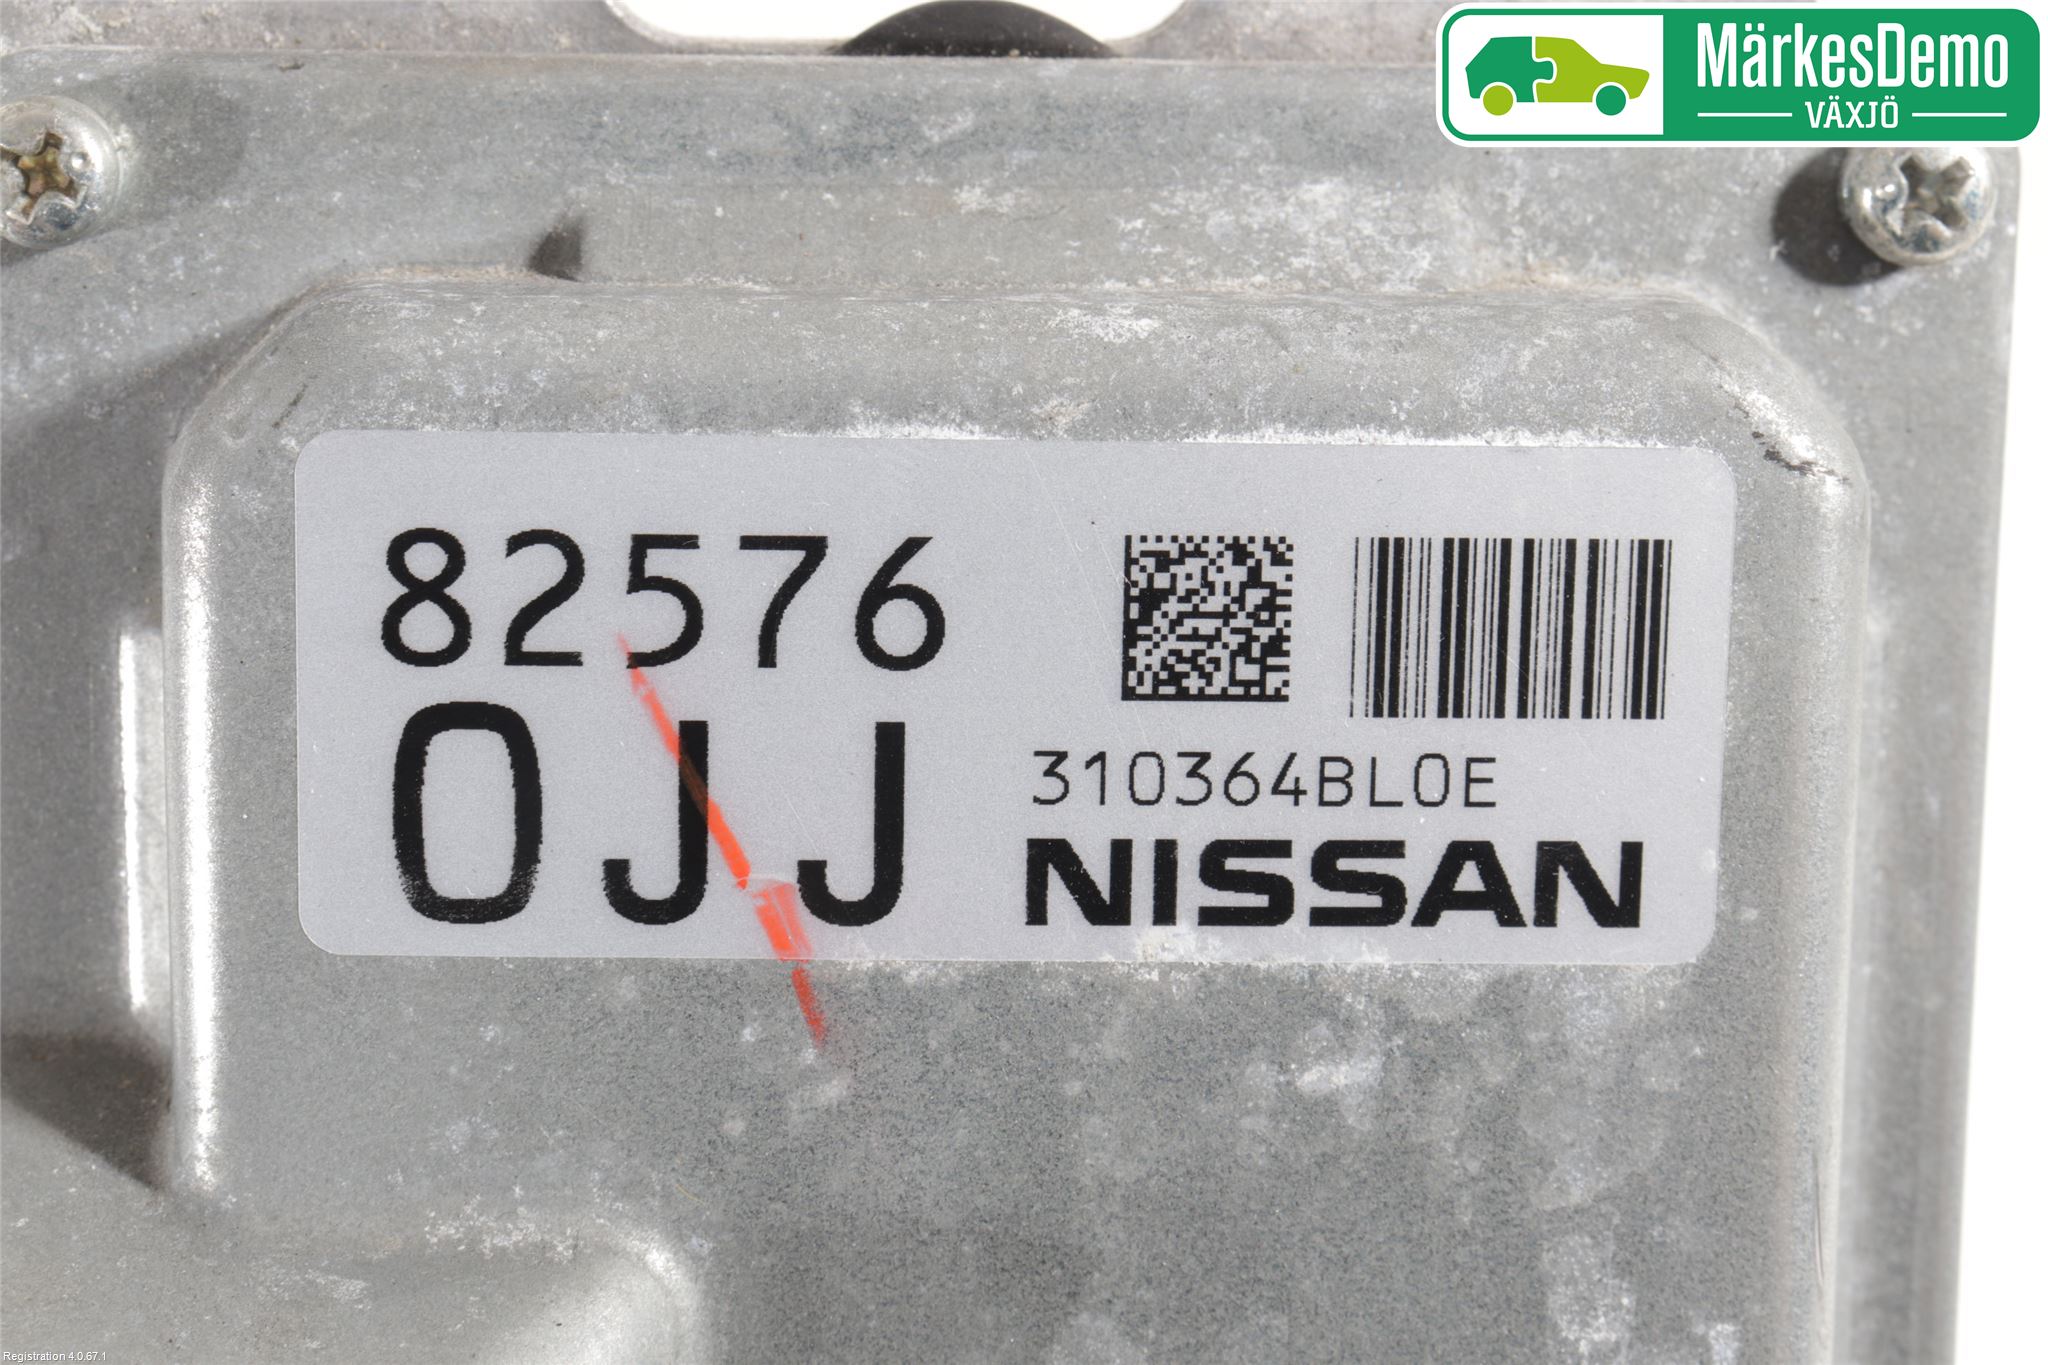 MärkesDemo
VÄXJÖ
82576
0JJ
310364BL0E
NISSAN
Registration 4.0.67.1